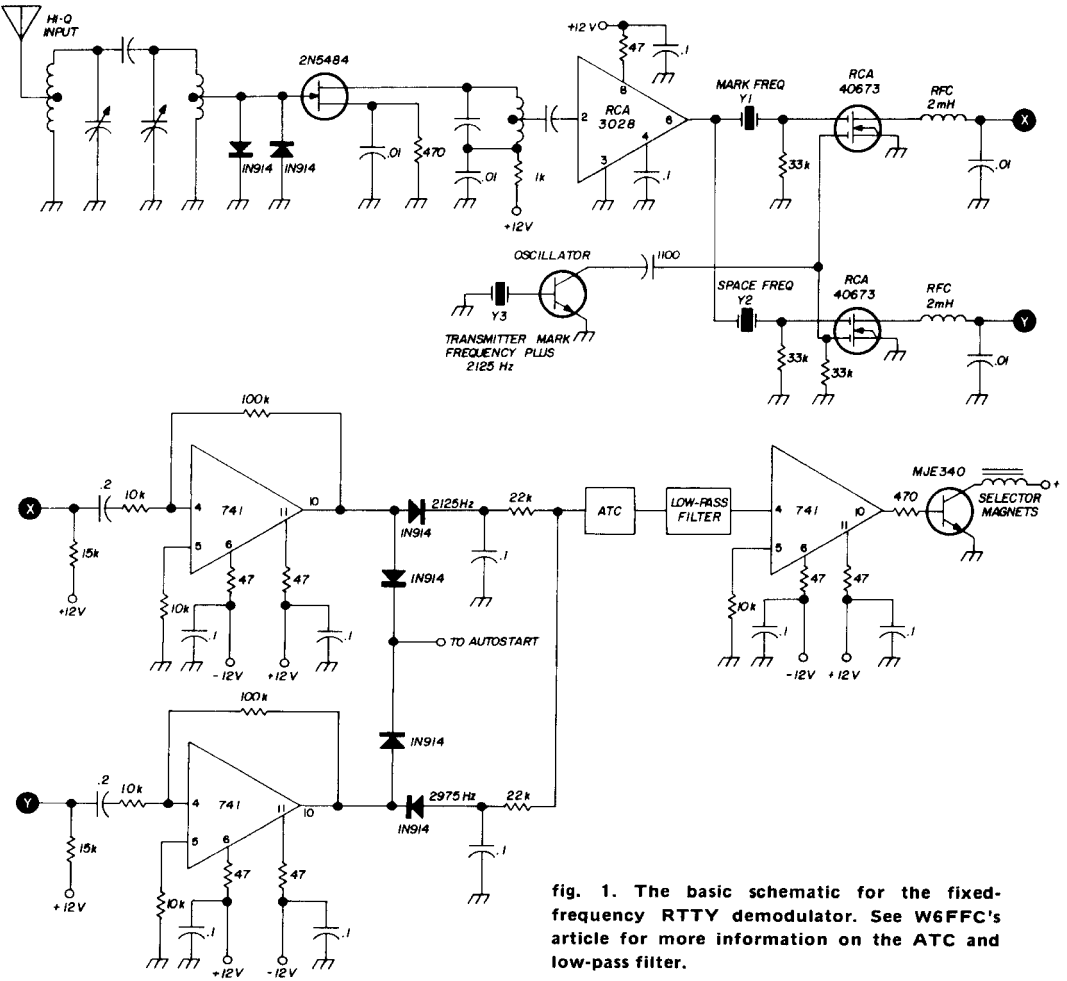 HI-Q
INPUT
2N5484
1N914
1N914
.01
470
.01
1k
+12V
+12V
47
.1
8
2
RCA
3028
6
4
3
.1
MARK FREQ
Y1
33k
RCA
40673
RFC
2mH
X
.01
OSCILLATOR
1100
Y3
TRANSMITTER MARK
FREQUENCY PLUS
2125 Hz
SPACE FREQ
Y2
33k
33k
RCA
40673
RFC
2mH
Y
.01
100k
X
.2
10k
15k
+12V
4
741
10
11
5
6
10k
47
47
.1
.1
-12V
+12V
1N914
2125Hz
22k
.1
1N914
TO AUTOSTART
ATC
LOW-PASS
FILTER
4
741
10
11
5
6
10k
47
47
.1
.1
-12V
+12V
470
MJE340
+
SELECTOR
MAGNETS
100k
Y
.2
10k
15k
+12V
4
741
11
10
5
6
10k
47
47
.1
.1
+12V
-12V
1N914
1N914
2975Hz
22k
.1
fig. 1. The basic schematic for the fixed-
frequency RTTY demodulator. See W6FFC's
article for more information on the ATC and
low-pass filter.